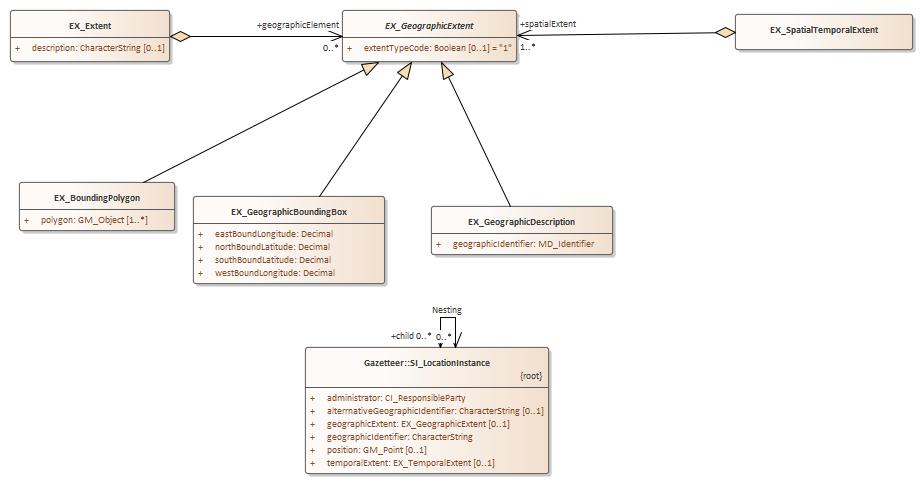 EX_Extent
+ description: CharacterString [0..1]
+geographicElement
0..*
EX_GeographicExtent
+ extentTypeCode: Boolean [0..1] = "1"
+spatialExtent
1..*
EX_SpatialTemporalExtent
EX_BoundingPolygon
+ polygon: GM_Object [1..*]
EX_GeographicBoundingBox
+ eastBoundLongitude: Decimal
+ northBoundLatitude: Decimal
+ southBoundLatitude: Decimal
+ westBoundLongitude: Decimal
EX_GeographicDescription
+ geographicIdentifier: MD_Identifier
Nesting
+child 0..* 0..*
Gazetteer::SI_LocationInstance
{root}
+ administrator: CI_ResponsibleParty
+ alterrnativeGeographicIdentifier: CharacterString [0..1]
+ geographicExtent: EX_GeographicExtent [0..1]
+ geographicIdentifier: CharacterString
+ position: GM_Point [0..1]
+ temporalExtent: EX_TemporalExtent [0..1]